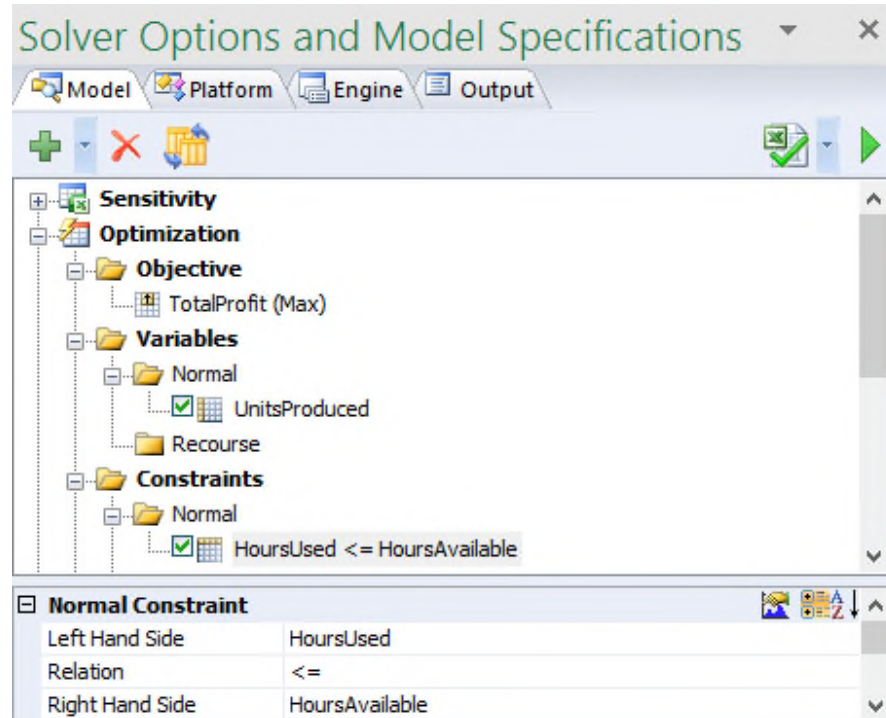 Solver Options and Model Specifications
Model Platform Engine Output
Sensitivity
Optimization
Objective
TotalProfit (Max)
Variables
Normal
UnitsProduced
Recourse
Constraints
Normal
HoursUsed <= HoursAvailable
Normal Constraint
Left Hand Side HoursUsed
Relation <=
Right Hand Side HoursAvailable